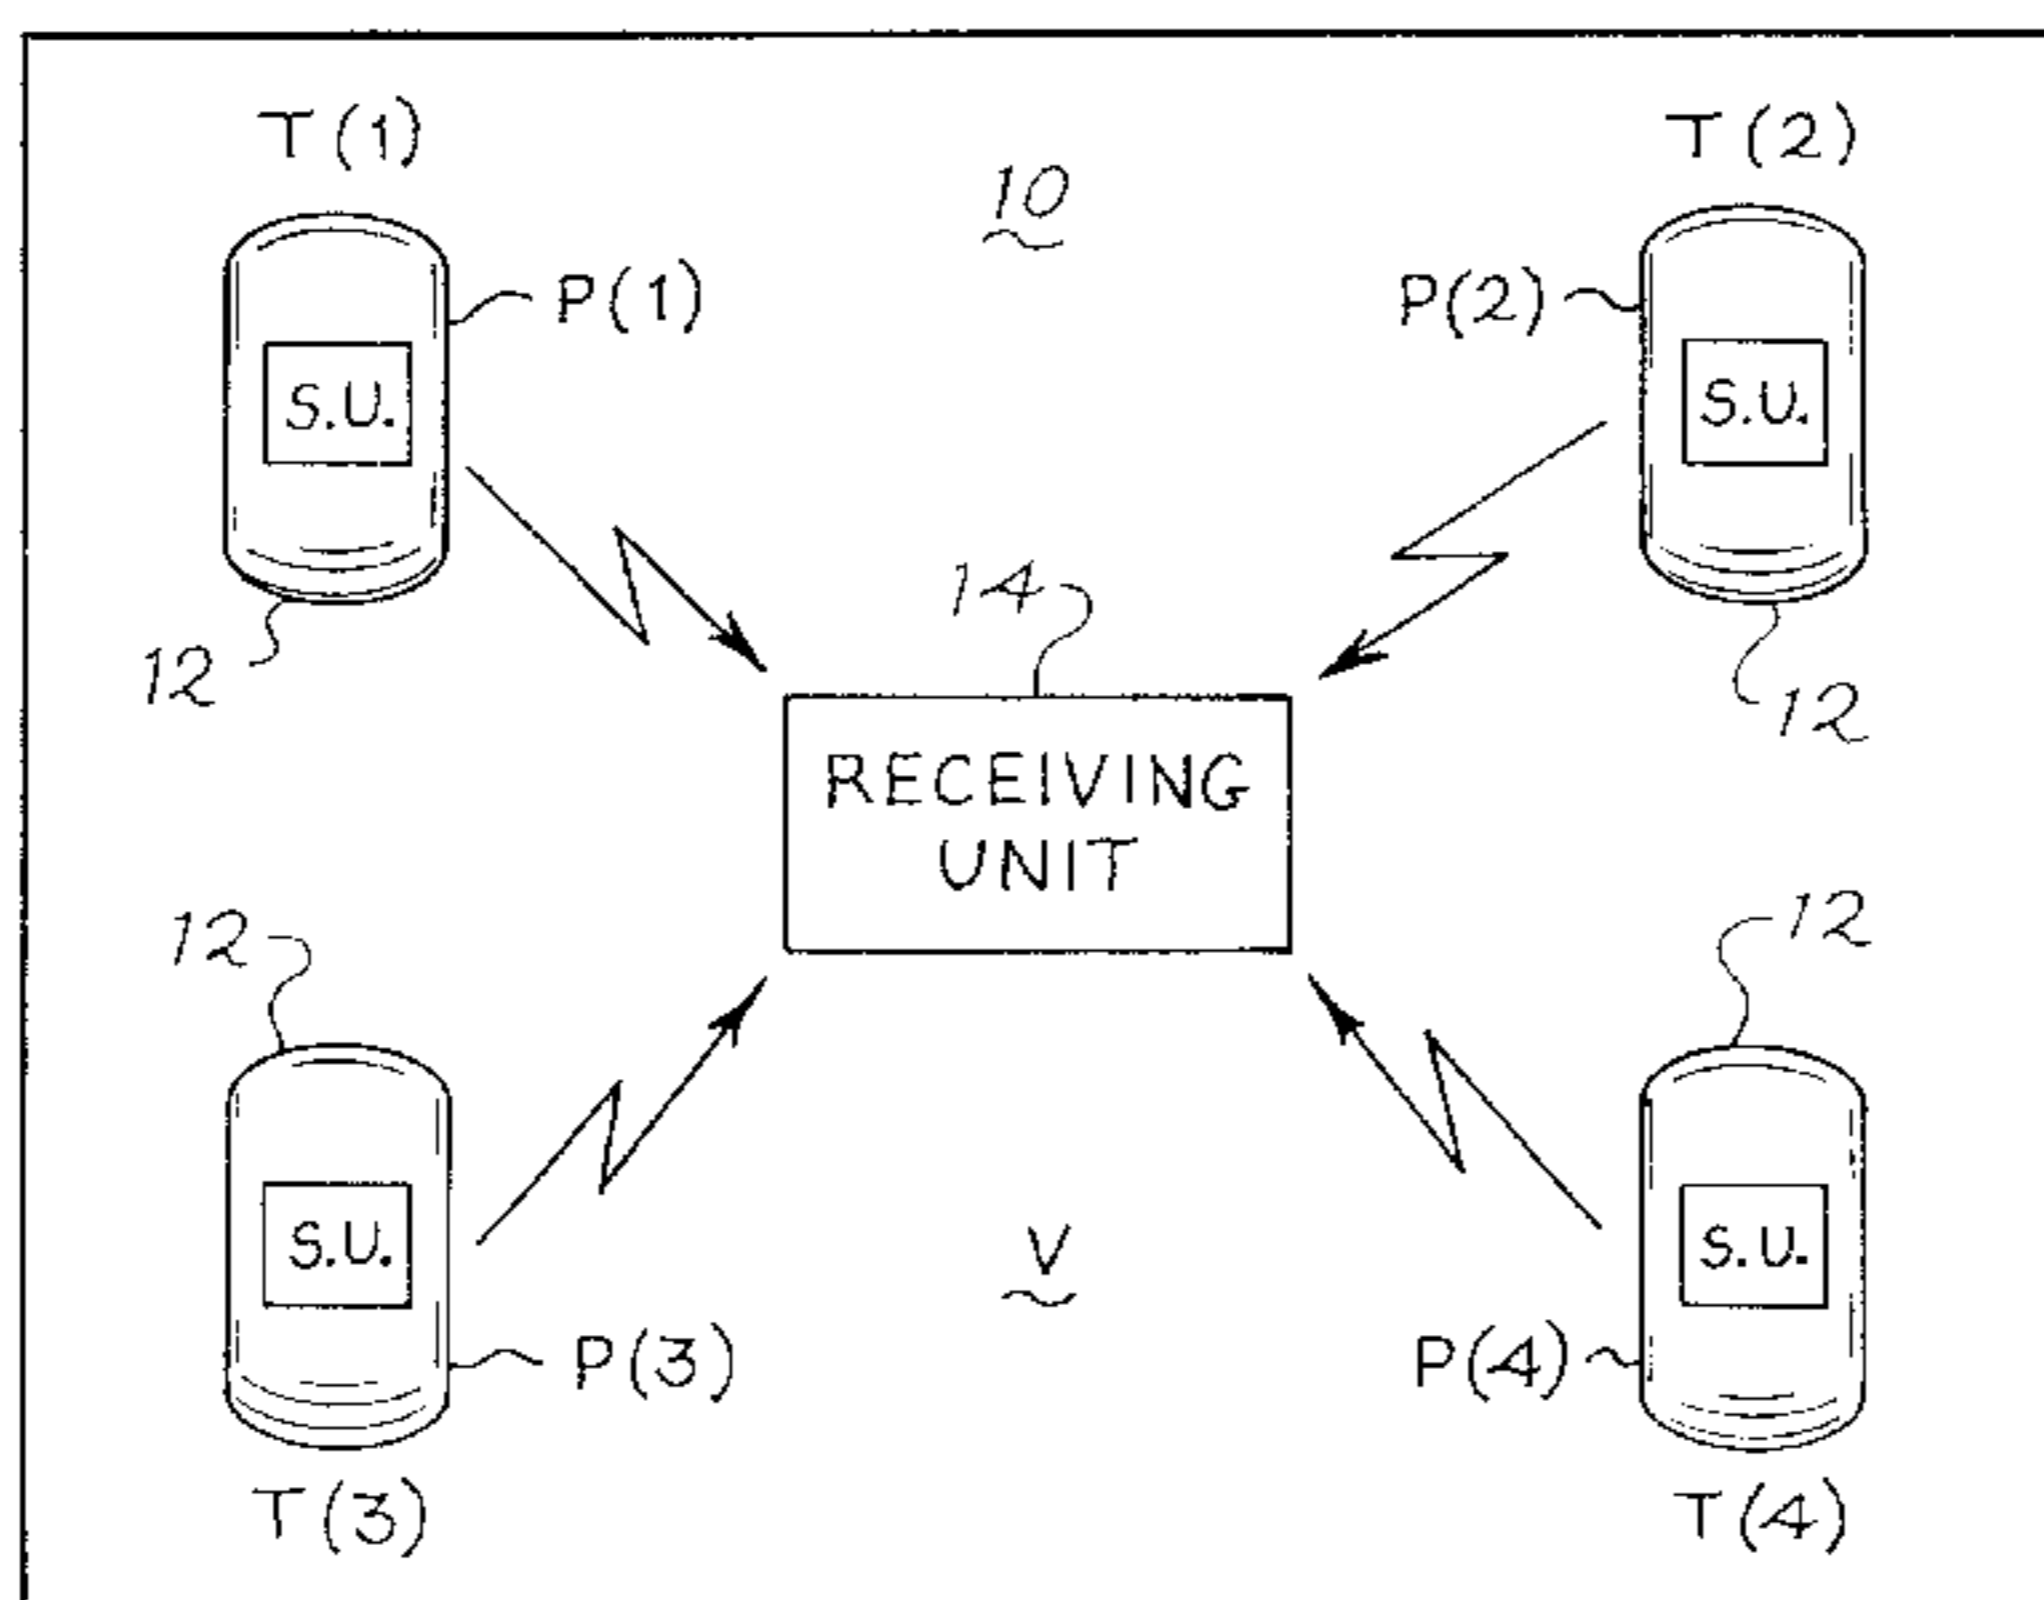 T(1)
T(2)
10
P(1)
P(2)
S.U.
S.U.
14
12
12
RECEIVING
UNIT
12
12
S.U.
V
S.U.
P(3)
P(4)
T(3)
T(4)